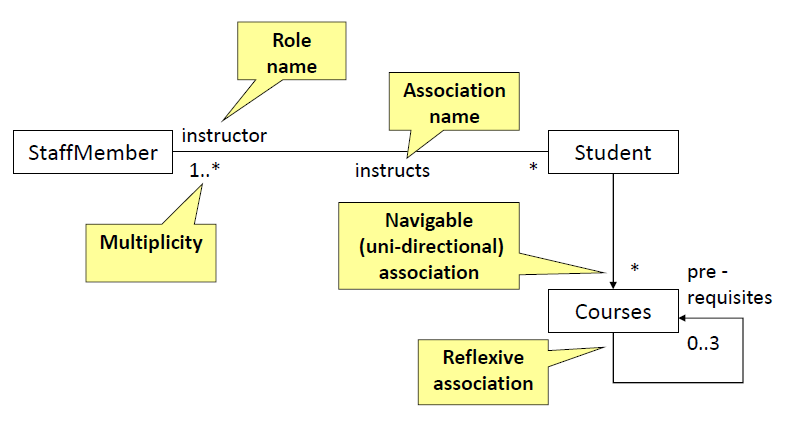 Role
name
Association
name
instructor
StaffMember
Student
1..*
instructs
*
Multiplicity
Navigable
(uni-directional)
association
*
pre -
requisites
Courses
0..3
Reflexive
association